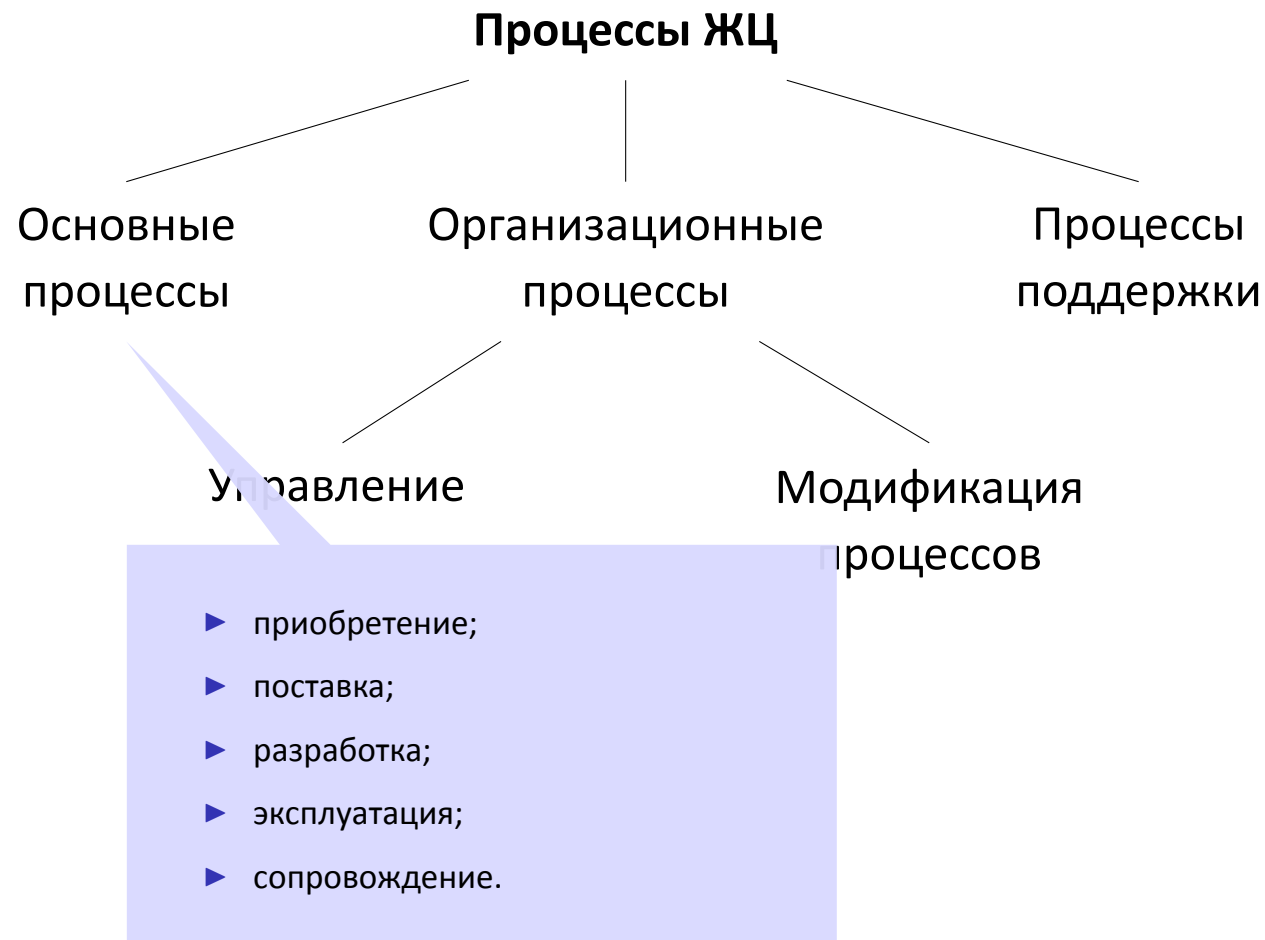 Процессы ЖЦ
Основные
процессы
Организационные
процессы
Процессы
поддержки
Управление
Модификация
процессов
► приобретение;
► поставка;
► разработка;
► эксплуатация;
► сопровождение.